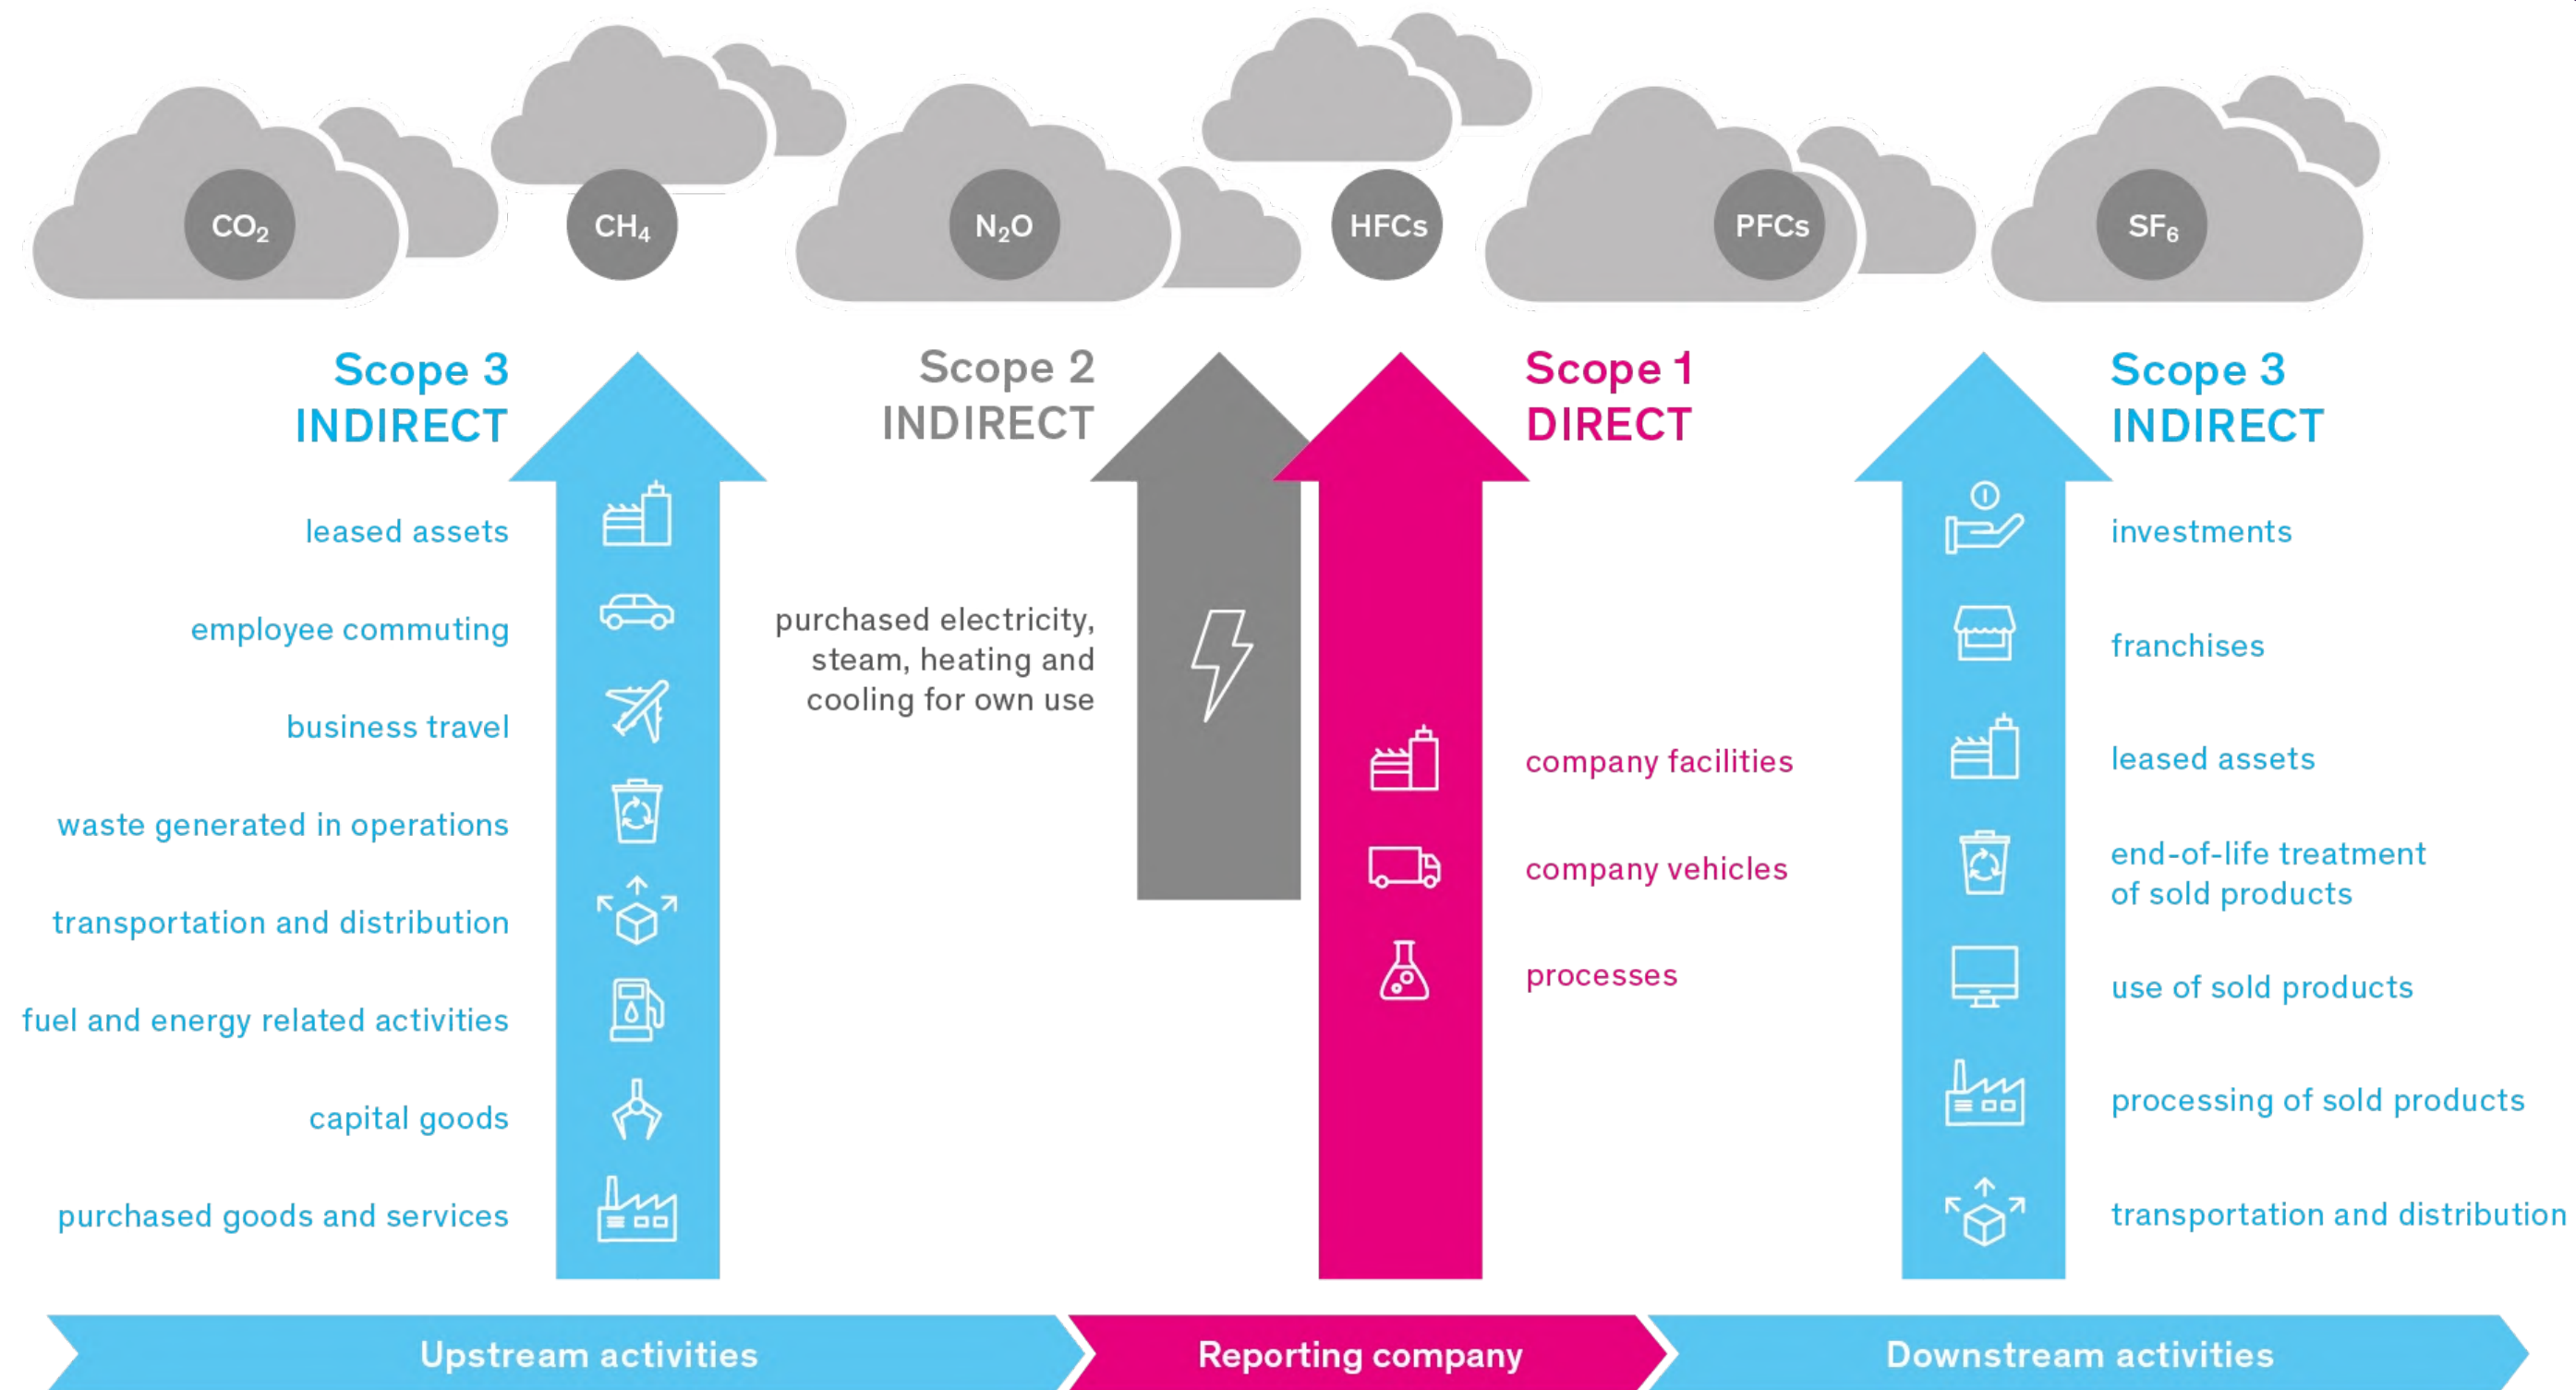 CO₂
CH₄
N₂O
HFCs
PFCs
SF₆
Scope 3
INDIRECT
leased assets
employee commuting
business travel
waste generated in operations
transportation and distribution
fuel and energy related activities
capital goods
purchased goods and services
Scope 2
INDIRECT
purchased electricity,
steam, heating and
cooling for own use
Scope 1
DIRECT
company facilities
company vehicles
processes
Scope 3
INDIRECT
investments
franchises
leased assets
end-of-life treatment
of sold products
use of sold products
processing of sold products
transportation and distribution
Upstream activities
Reporting company
Downstream activities